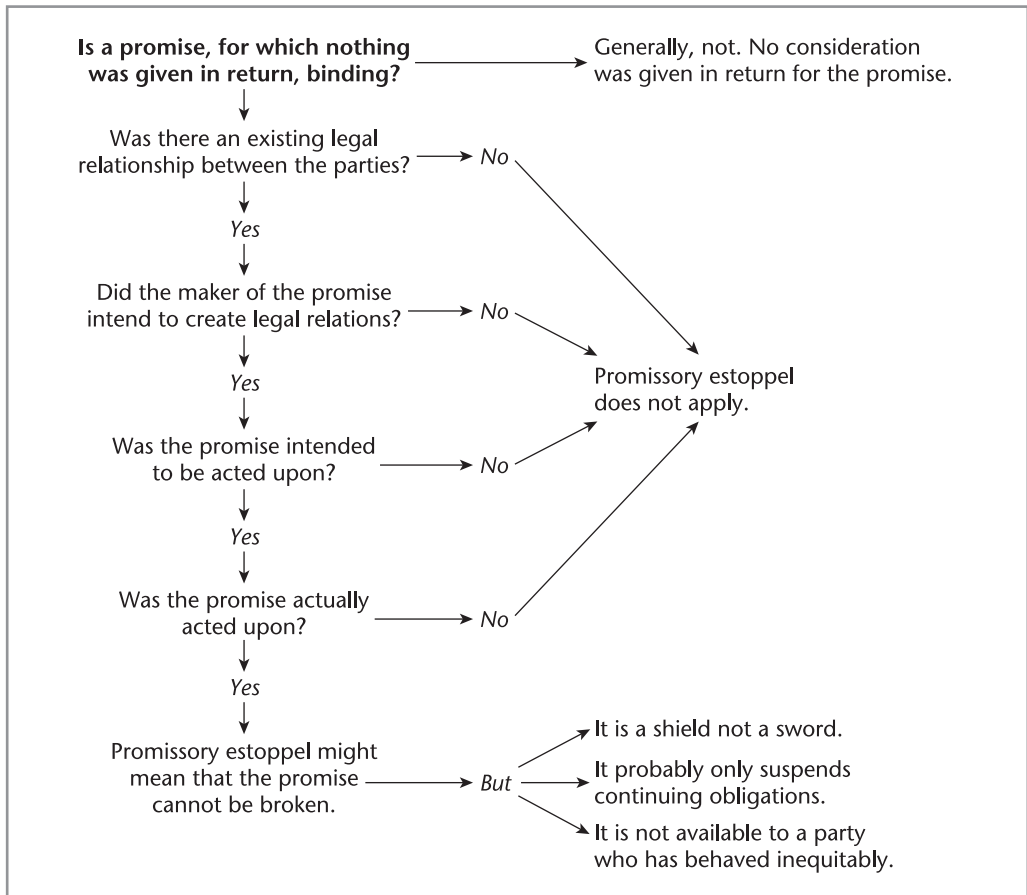 Is a promise, for which nothing
was given in return, binding?
Generally, not. No consideration
was given in return for the promise.
Was there an existing legal
relationship between the parties?
No
Yes
Did the maker of the promise
intend to create legal relations?
No
Promissory estoppel
does not apply.
Yes
Was the promise intended
to be acted upon?
No
Yes
Was the promise actually
acted upon?
No
Yes
Promissory estoppel might
mean that the promise
cannot be broken.
But
It is a shield not a sword.
It probably only suspends
continuing obligations.
It is not available to a party
who has behaved inequitably.